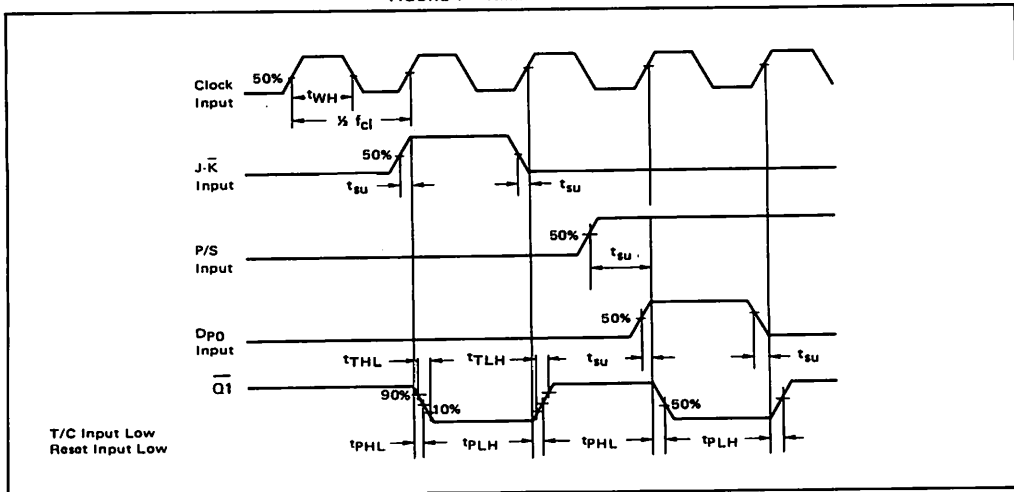 Clock
Input
50%
tWH
½ fcl
J-K̅
Input
50%
tsu
tsu
P/S
Input
50%
tsu
DP0
Input
50%
tTHL
tTLH
tsu
tsu
Q̅1̅
90%
10%
50%
T/C Input Low
Reset Input Low
tPHL
tPLH
tPHL
tPLH